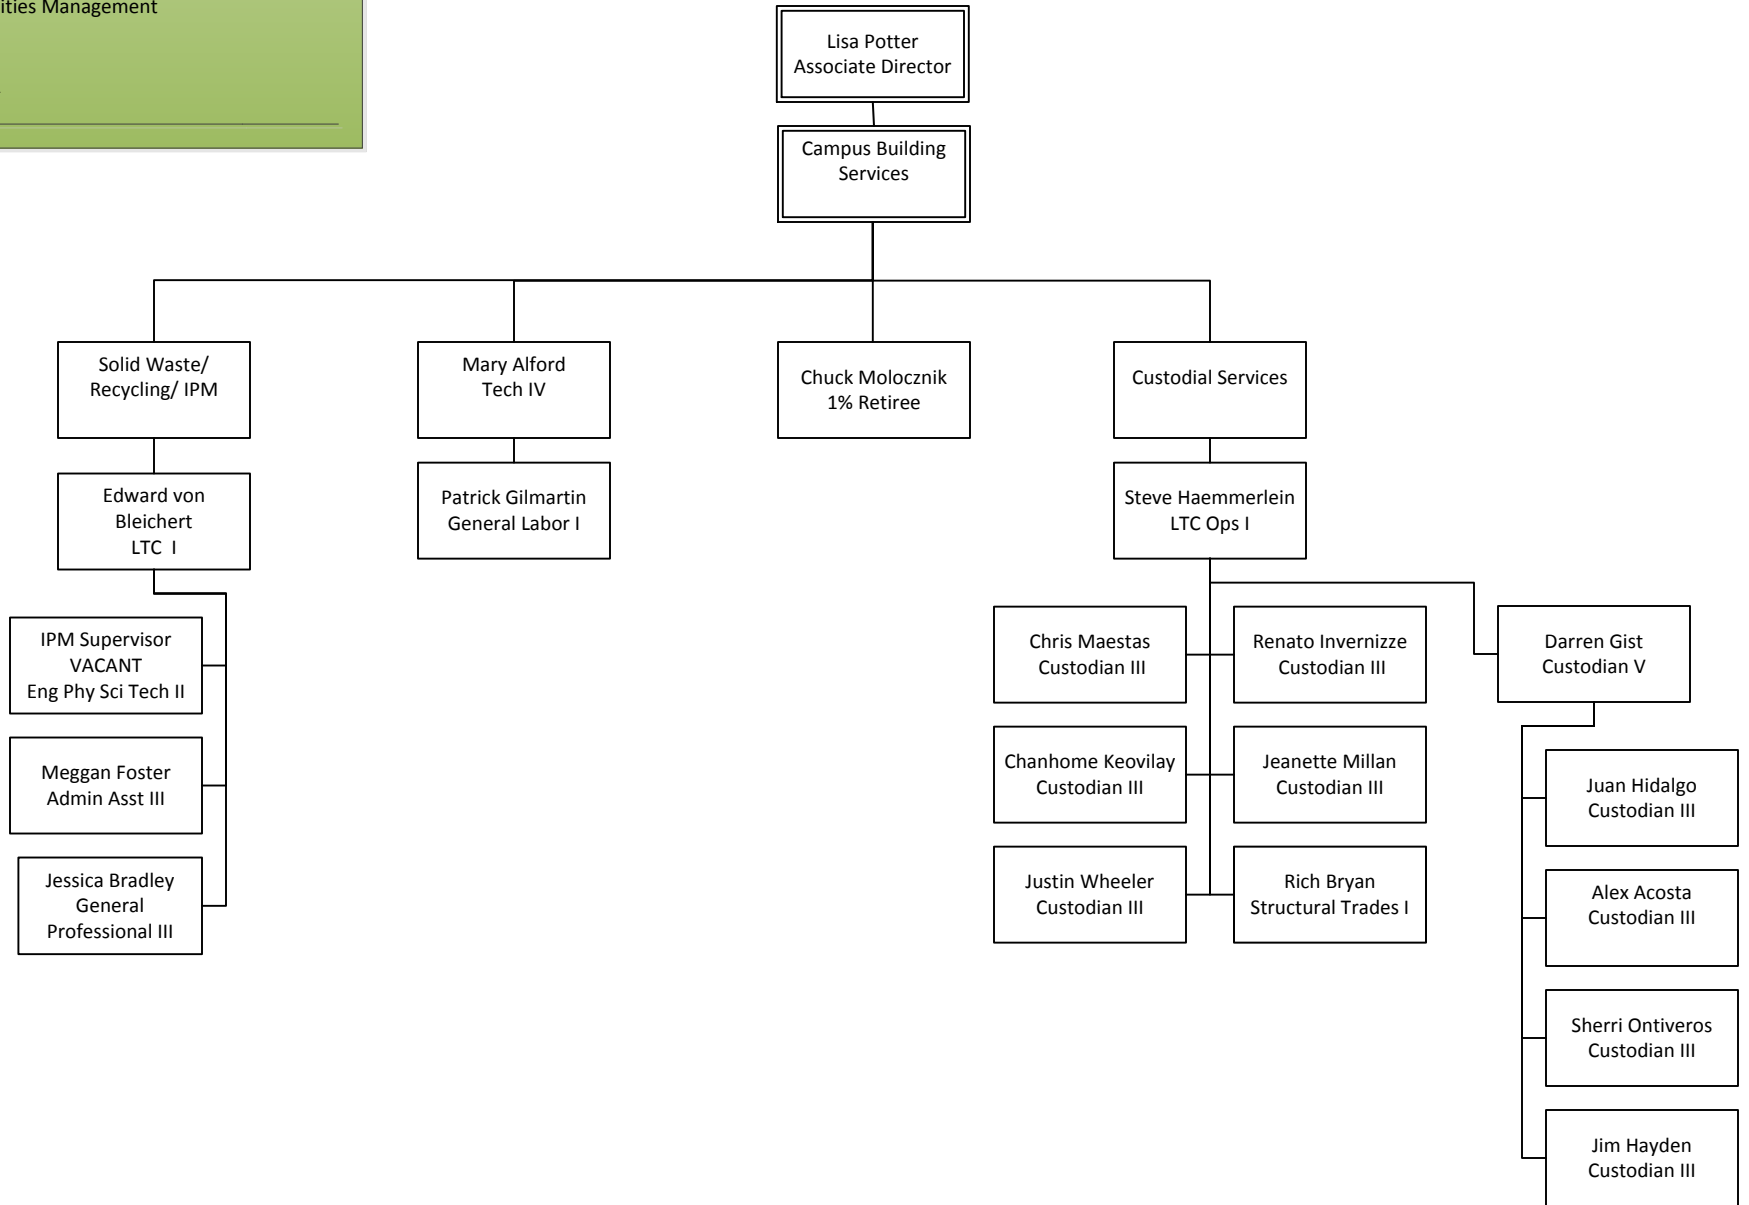 Management
Lisa Potter
Associate Director
Campus Building
Services
Solid Waste/
Recycling/ IPM
Mary Alford
Tech IV
Chuck Molocznik
1% Retiree
Custodial Services
Edward von
Bleichert
LTC I
Patrick Gilmartin
General Labor I
Steve Haemmerlein
LTC Ops I
IPM Supervisor
VACANT
Eng Phy Sci Tech II
Meggan Foster
Admin Asst III
Jessica Bradley
General
Professional III
Chris Maestas
Custodian III
Renato Invernizze
Custodian III
Darren Gist
Custodian V
Chanhome Keovilay
Custodian III
Jeanette Millan
Custodian III
Justin Wheeler
Custodian III
Rich Bryan
Structural Trades I
Juan Hidalgo
Custodian III
Alex Acosta
Custodian III
Sherri Ontiveros
Custodian III
Jim Hayden
Custodian III